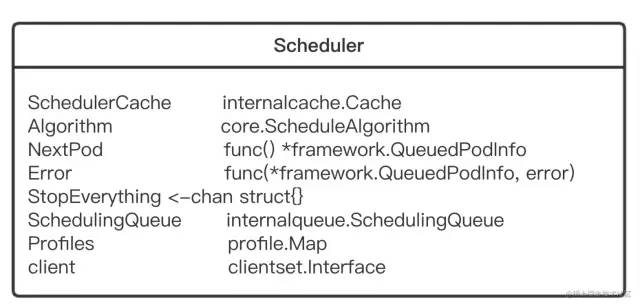 Scheduler
SchedulerCache internalcache.Cache
Algorithm core.ScheduleAlgorithm
NextPod func() *framework.QueuedPodInfo
Error func(*framework.QueuedPodInfo, error)
StopEverything <-chan struct{}
SchedulingQueue internalqueue.SchedulingQueue
Profiles profile.Map
client clientset.Interface